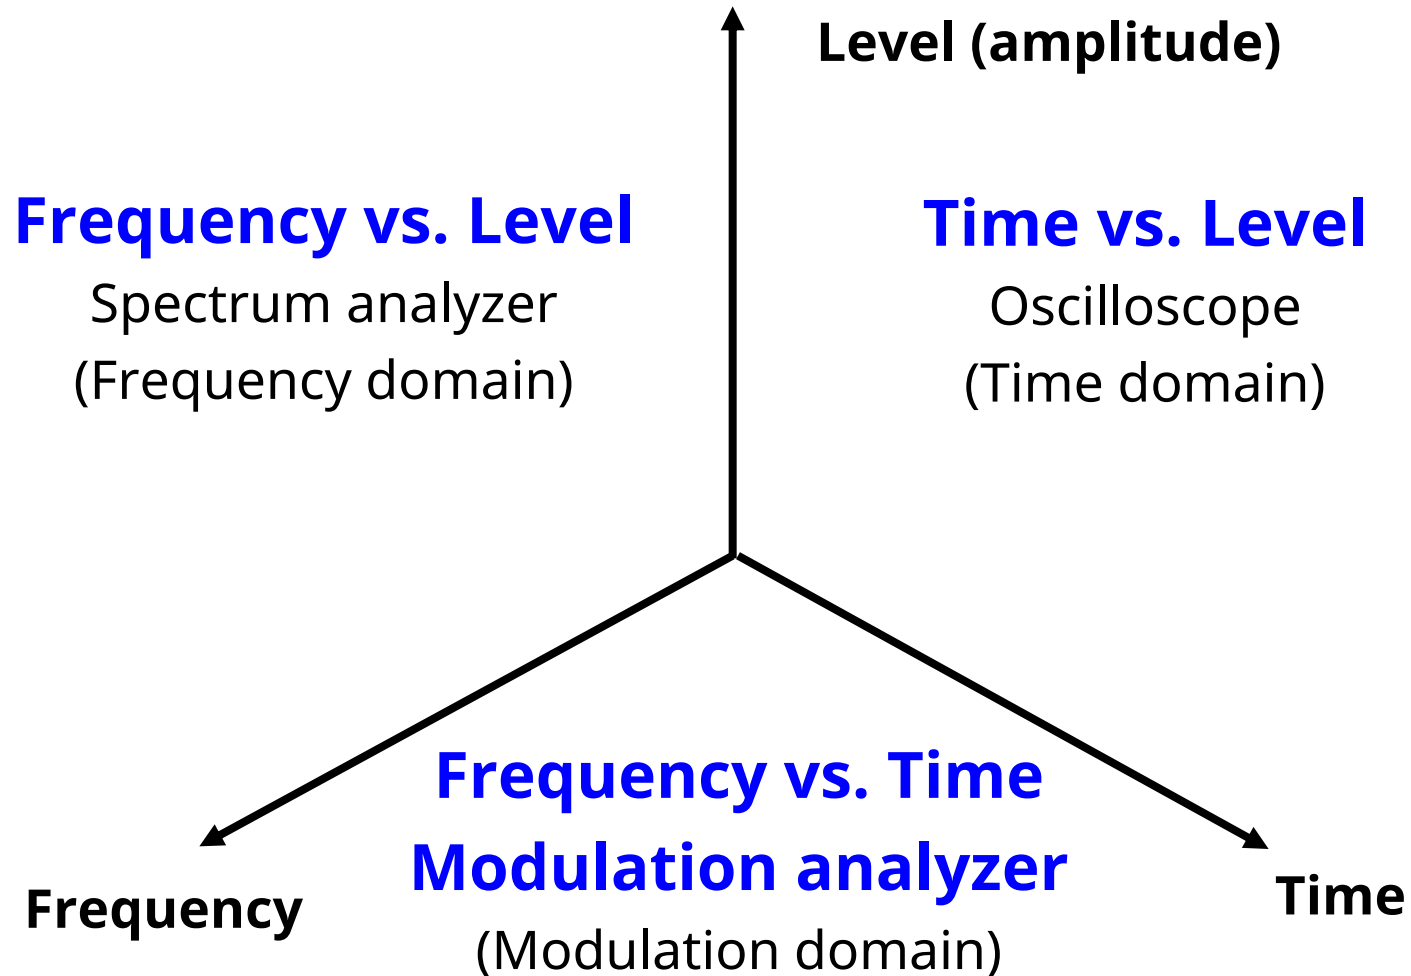 Level (amplitude)
Frequency vs. Level
Spectrum analyzer
(Frequency domain)
Time vs. Level
Oscilloscope
(Time domain)
Frequency vs. Time
Modulation analyzer
(Modulation domain)
Frequency
Time